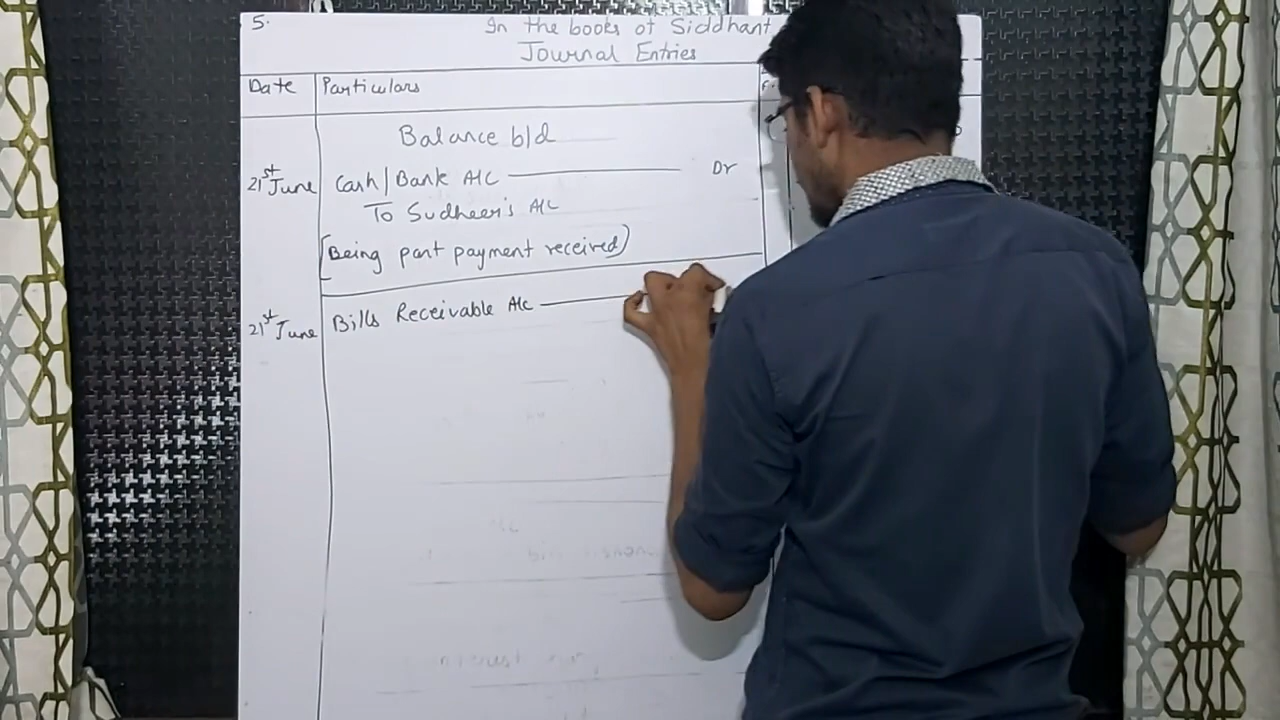 5.
In the books of Siddhant
Journal Entries
Date Particulars
Balance b/d
21st June Cash/Bank A/c Dr
To Sudheer's A/c
(Being part payment received)
21st June Bills Receivable A/c